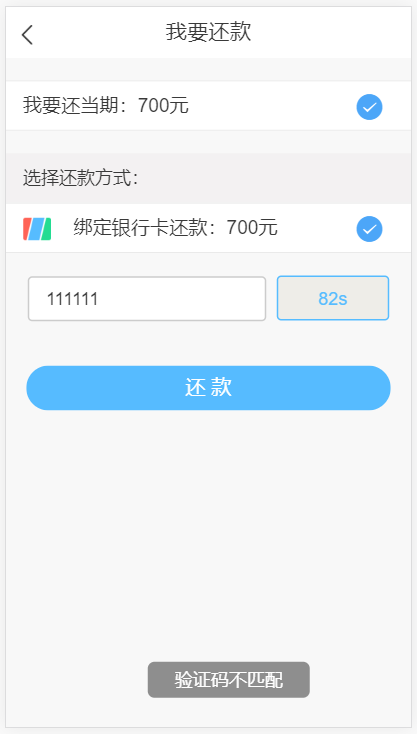 我要还款
我要还当期：700元
选择还款方式：
绑定银行卡还款：700元
111111 82s
还 款
验证码不匹配